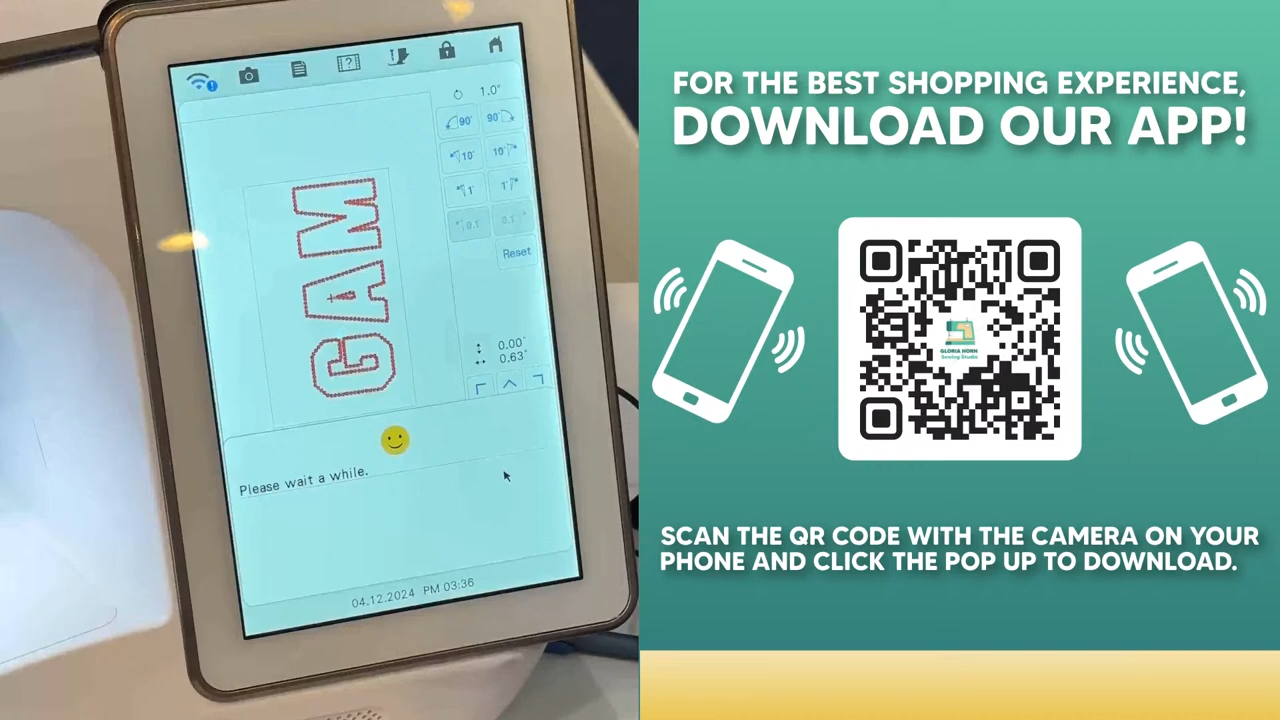 1.0°
90°
90°
10°
10°
1°
1°
0.1
0.1
Reset
GAM
0.00"
0.63"
Please wait a while.
04.12.2024 PM 03:36
FOR THE BEST SHOPPING EXPERIENCE,
DOWNLOAD OUR APP!
GLORIA HORN
Sewing Studio
SCAN THE QR CODE WITH THE CAMERA ON YOUR
PHONE AND CLICK THE POP UP TO DOWNLOAD.